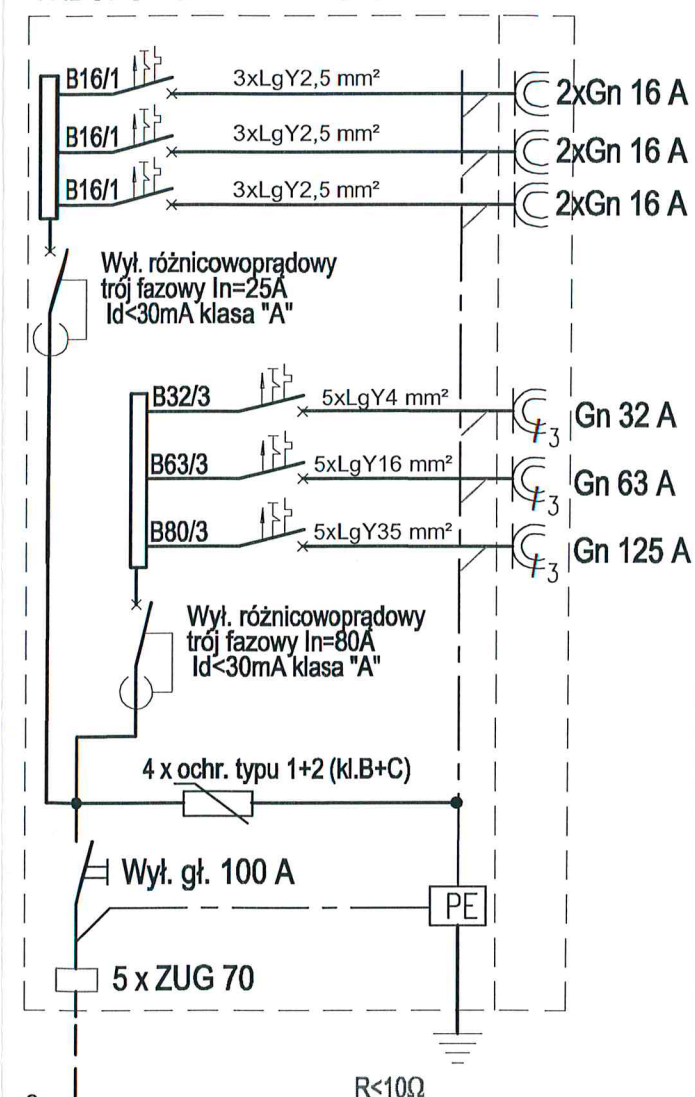 B16/1 3xLgY2,5 mm² 2xGn 16 A
B16/1 3xLgY2,5 mm² 2xGn 16 A
B16/1 3xLgY2,5 mm² 2xGn 16 A
Wył. różnicowoprądowy
trój fazowy In=25A
Id<30mA klasa "A"
B32/3 5xLgY4 mm² 3 Gn 32 A
B63/3 5xLgY16 mm² 3 Gn 63 A
B80/3 5xLgY35 mm² 3 Gn 125 A
Wył. różnicowoprądowy
trój fazowy In=80A
Id<30mA klasa "A"
4 x ochr. typu 1+2 (kl.B+C)
Wył. gł. 100 A
PE
5 x ZUG 70
R<10Ω